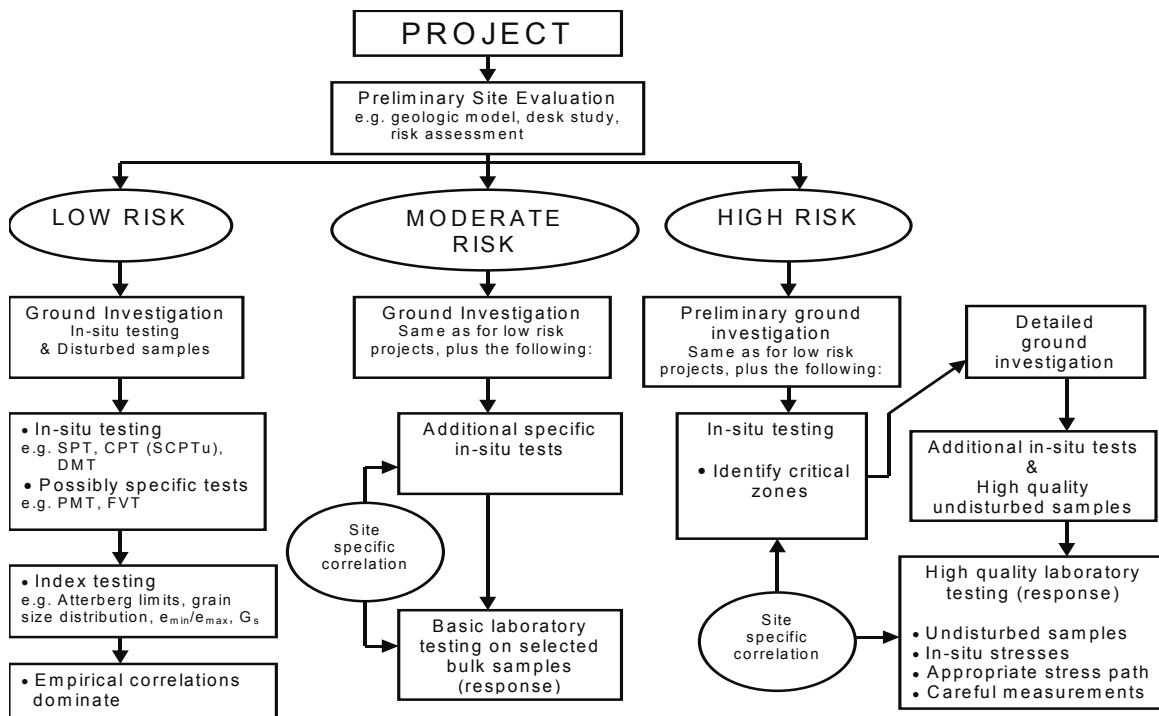 PROJECT
Preliminary Site Evaluation
e.g. geologic model, desk study,
risk assessment
LOW RISK
MODERATE
RISK
HIGH RISK
Ground Investigation
In-situ testing
& Disturbed samples
Ground Investigation
Same as for low risk
projects, plus the following:
Preliminary ground
investigation
Same as for low risk
projects, plus the following:
Detailed
ground
investigation
• In-situ testing
e.g. SPT, CPT (SCPTu),
DMT
• Possibly specific tests
e.g. PMT, FVT
Additional specific
in-situ tests
In-situ testing
• Identify critical
zones
Additional in-situ tests
&
High quality
undisturbed samples
Site
specific
correlation
• Index testing
e.g. Atterberg limits, grain
size distribution, emin/emax, Gs
Basic laboratory
testing on selected
bulk samples
(response)
Site
specific
correlation
High quality laboratory
testing (response)
• Undisturbed samples
• In-situ stresses
• Appropriate stress path
• Careful measurements
• Empirical correlations
dominate